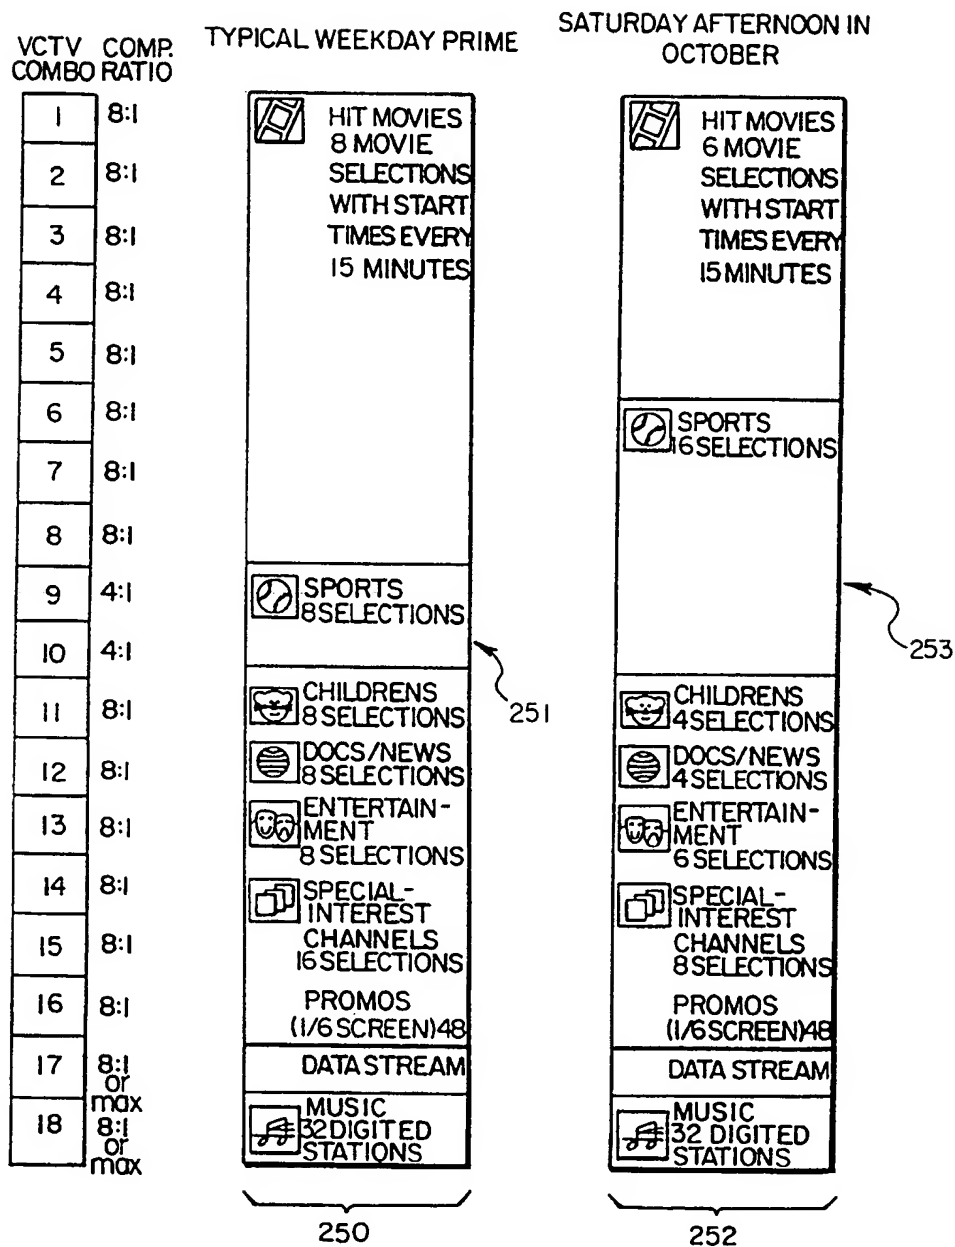 VCTV COMP.
COMBO RATIO
1 8:1
2 8:1
3 8:1
4 8:1
5 8:1
6 8:1
7 8:1
8 8:1
9 4:1
10 4:1
11 8:1
12 8:1
13 8:1
14 8:1
15 8:1
16 8:1
17 8:1
or
max
18 8:1
or
max
TYPICAL WEEKDAY PRIME
HIT MOVIES
8 MOVIE
SELECTIONS
WITH START
TIMES EVERY
15 MINUTES
SPORTS
8 SELECTIONS
251
CHILDRENS
8 SELECTIONS
DOCS/NEWS
8 SELECTIONS
ENTERTAIN-
MENT
8 SELECTIONS
SPECIAL-
INTEREST
CHANNELS
16 SELECTIONS
PROMOS
(1/6 SCREEN) 48
DATA STREAM
MUSIC
32 DIGITED
STATIONS
250
SATURDAY AFTERNOON IN
OCTOBER
HIT MOVIES
6 MOVIE
SELECTIONS
WITH START
TIMES EVERY
15 MINUTES
SPORTS
16 SELECTIONS
253
CHILDRENS
4 SELECTIONS
DOCS/NEWS
4 SELECTIONS
ENTERTAIN-
MENT
6 SELECTIONS
SPECIAL-
INTEREST
CHANNELS
8 SELECTIONS
PROMOS
(1/6 SCREEN) 48
DATA STREAM
MUSIC
32 DIGITED
STATIONS
252